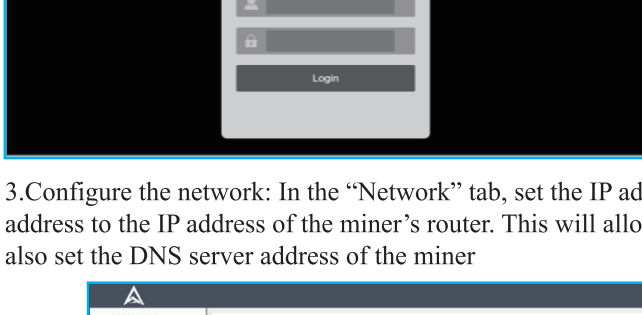 Login
3.Configure the network: In the “Network” tab, set the IP ad
address to the IP address of the miner’s router. This will allo
also set the DNS server address of the miner